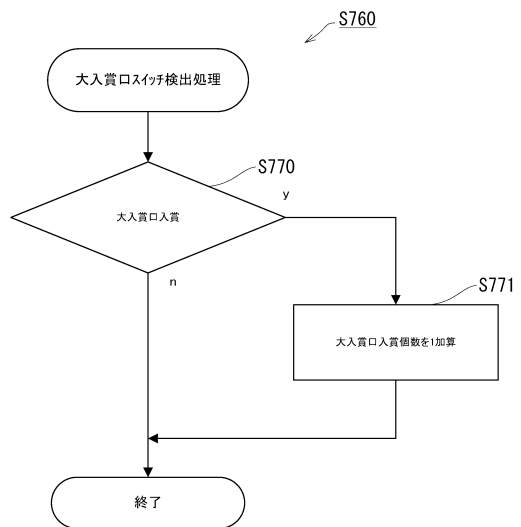 S760
大入賞口スイッチ検出処理
S770
大入賞口入賞
y
n
S771
大入賞口入賞個数を1加算
終了